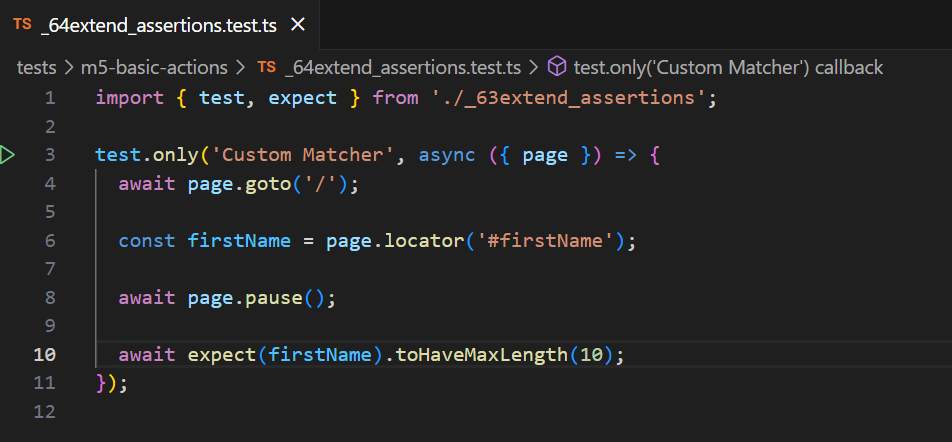 TS _64extend_assertions.test.ts ×
tests > m5-basic-actions > TS _64extend_assertions.test.ts > test.only('Custom Matcher') callback
1 import { test, expect } from './_63extend_assertions';
2
3 test.only('Custom Matcher', async ({ page }) => {
4 await page.goto('/');
5
6 const firstName = page.locator('#firstName');
7
8 await page.pause();
9
10 await expect(firstName).toHaveMaxLength(10);
11 });
12